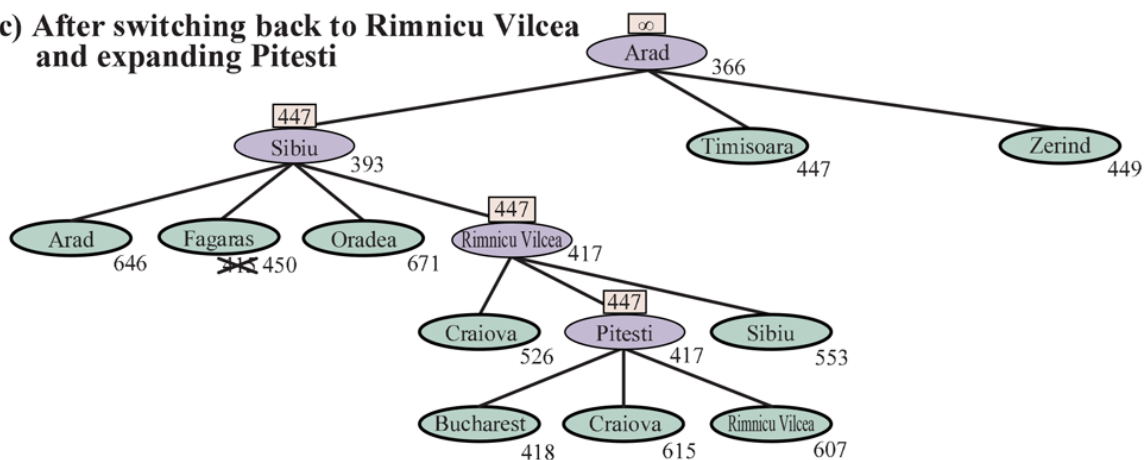 c) After switching back to Rimnicu Vilcea
and expanding Pitesti
∞
Arad
366
447
Sibiu
393
Timisoara
447
Zerind
449
Arad
646
Fagaras
415 450
Oradea
671
447
Rimnicu Vilcea
417
Craiova
526
447
Pitesti
417
Sibiu
553
Bucharest
418
Craiova
615
Rimnicu Vilcea
607